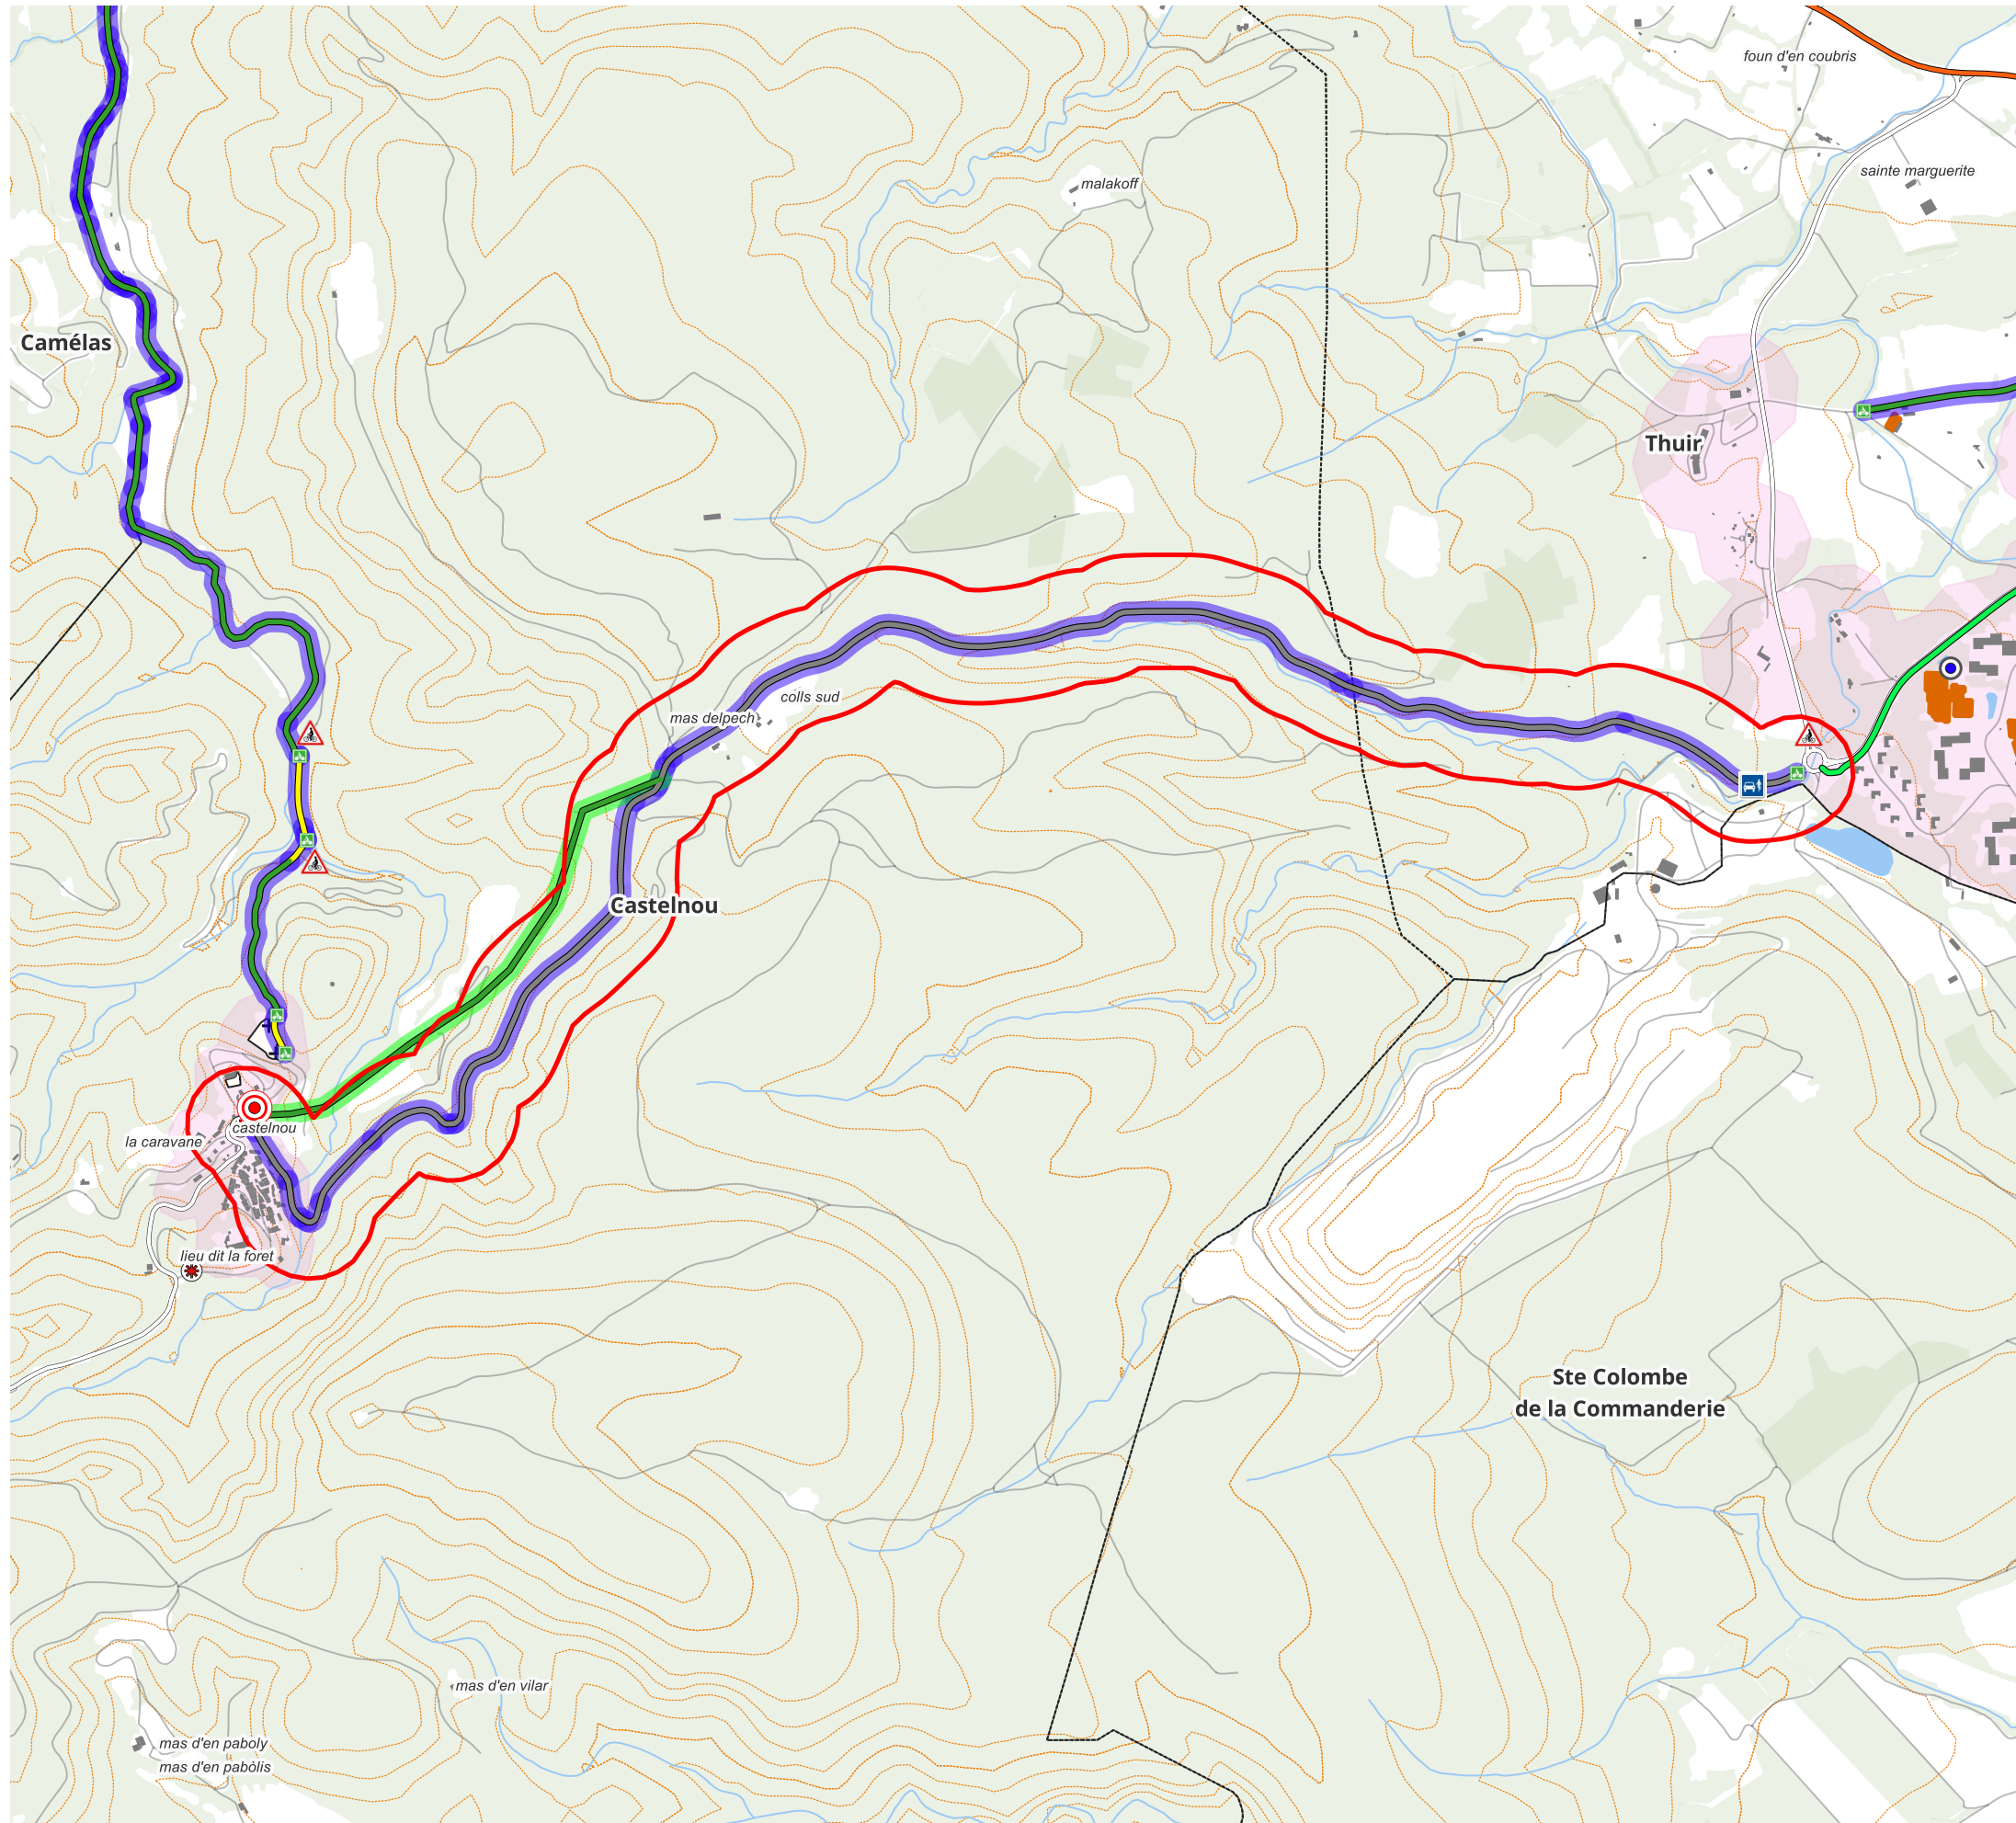 foun d'en coubris
sainte marguerite
malakoff
Camélas
Thuir
colls sud
mas delpech
Castelnou
castelnou
la caravane
lieu dit la foret
Ste Colombe
de la Commanderie
mas d'en vilar
mas d'en paboly
mas d'en pabòlis